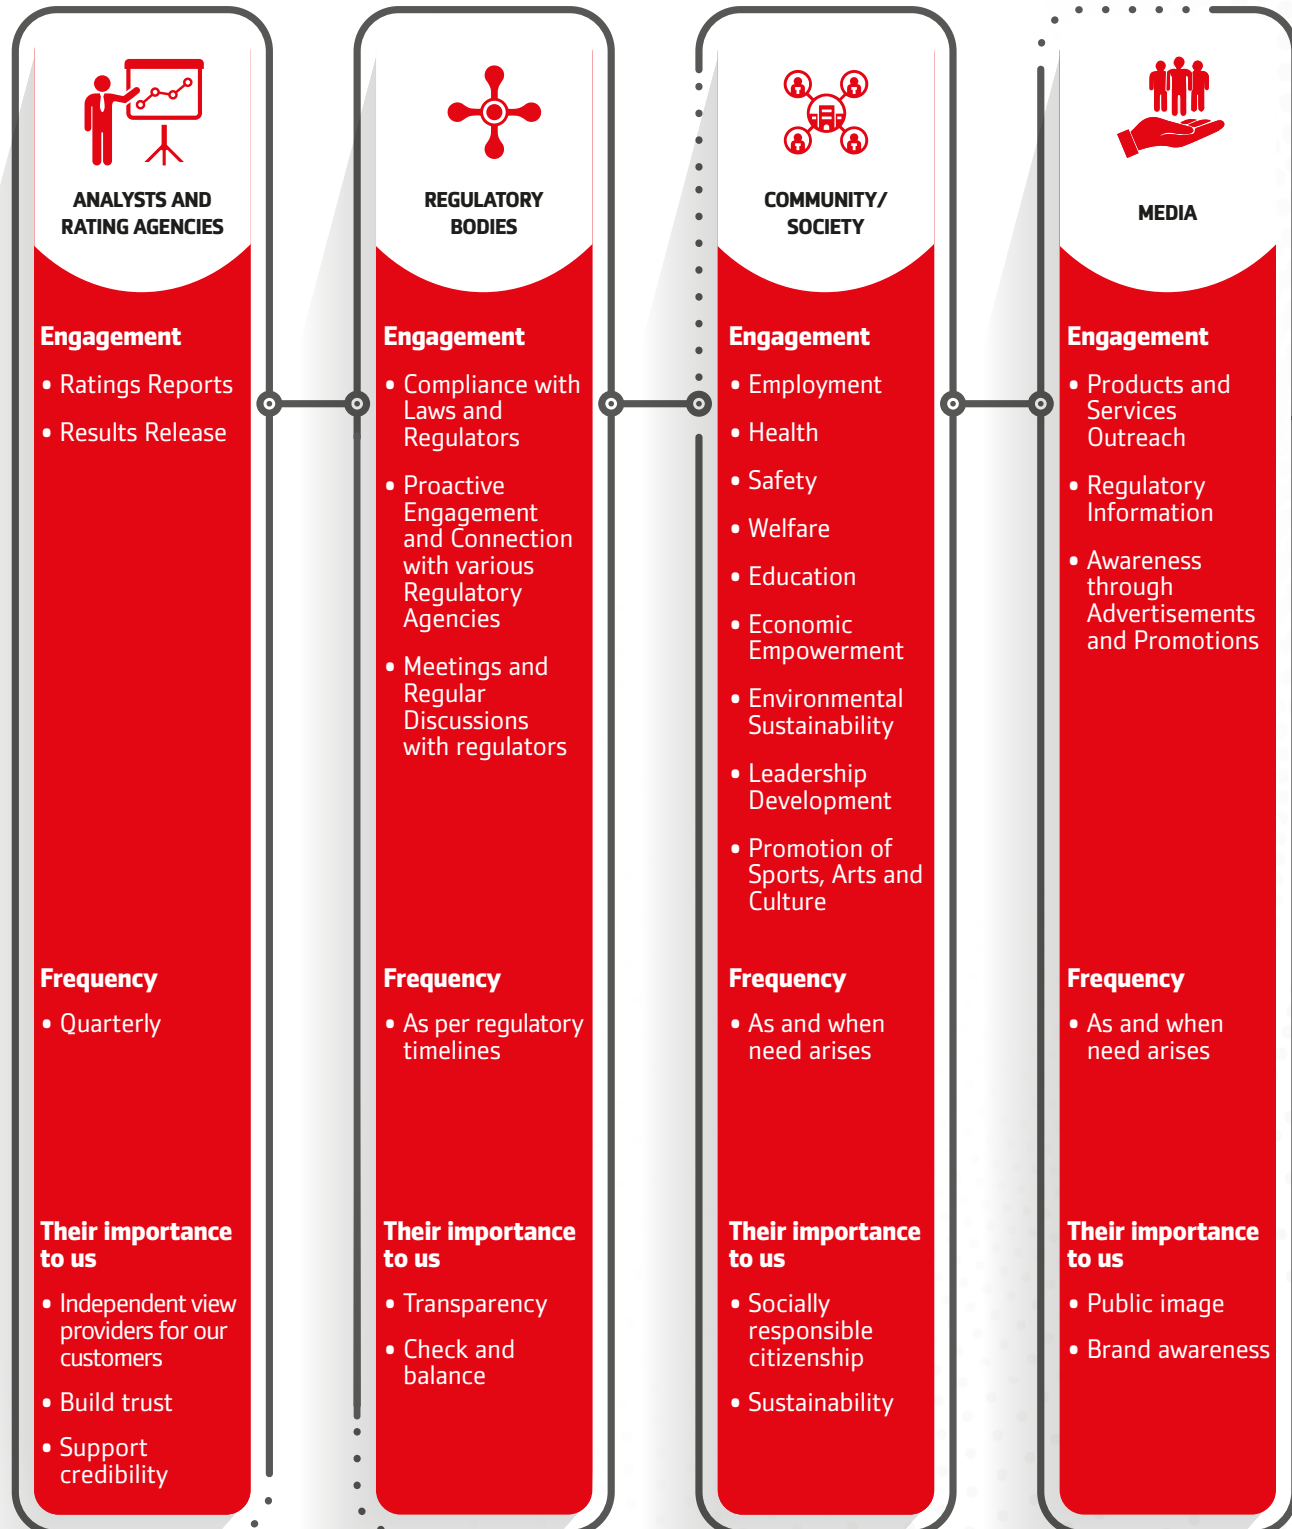 ANALYSTS AND
RATING AGENCIES
Engagement
• Ratings Reports
• Results Release
Frequency
• Quarterly
Their importance
to us
• Independent view
providers for our
customers
• Build trust
• Support
credibility
REGULATORY
BODIES
Engagement
• Compliance with
Laws and
Regulators
• Proactive
Engagement
and Connection
with various
Regulatory
Agencies
• Meetings and
Regular
Discussions
with regulators
Frequency
• As per regulatory
timelines
Their importance
to us
• Transparency
• Check and
balance
COMMUNITY/
SOCIETY
Engagement
• Employment
• Health
• Safety
• Welfare
• Education
• Economic
Empowerment
• Environmental
Sustainability
• Leadership
Development
• Promotion of
Sports, Arts and
Culture
Frequency
• As and when
need arises
Their importance
to us
• Socially
responsible
citizenship
• Sustainability
MEDIA
Engagement
• Products and
Services
Outreach
• Regulatory
Information
• Awareness
through
Advertisements
and Promotions
Frequency
• As and when
need arises
Their importance
to us
• Public image
• Brand awareness